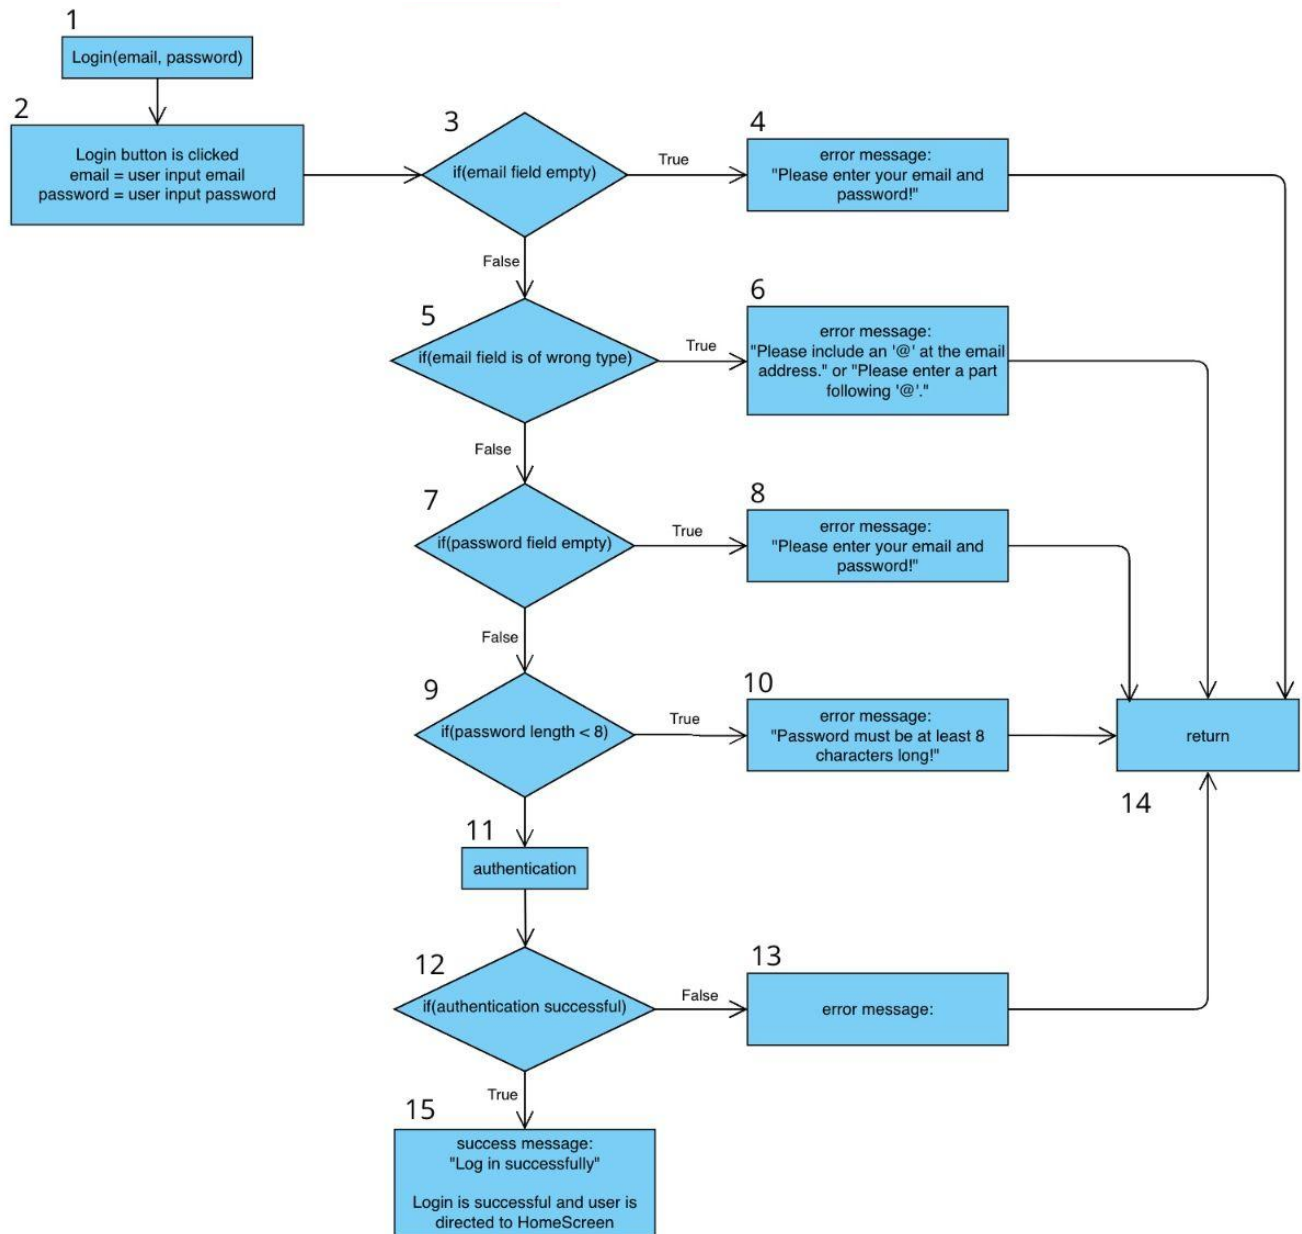 1
Login(email, password)
2
Login button is clicked
email = user input email
password = user input password
3
if(email field empty)
True
4
error message:
"Please enter your email and
password!"
False
5
if(email field is of wrong type)
True
6
error message:
"Please include an '@' at the email
address." or "Please enter a part
following '@'."
False
7
if(password field empty)
True
8
error message:
"Please enter your email and
password!"
False
9
if(password length < 8)
True
10
error message:
"Password must be at least 8
characters long!"
return
14
11
authentication
12
if(authentication successful)
False
13
error message:
True
15
success message:
"Log in successfully"
Login is successful and user is
directed to HomeScreen